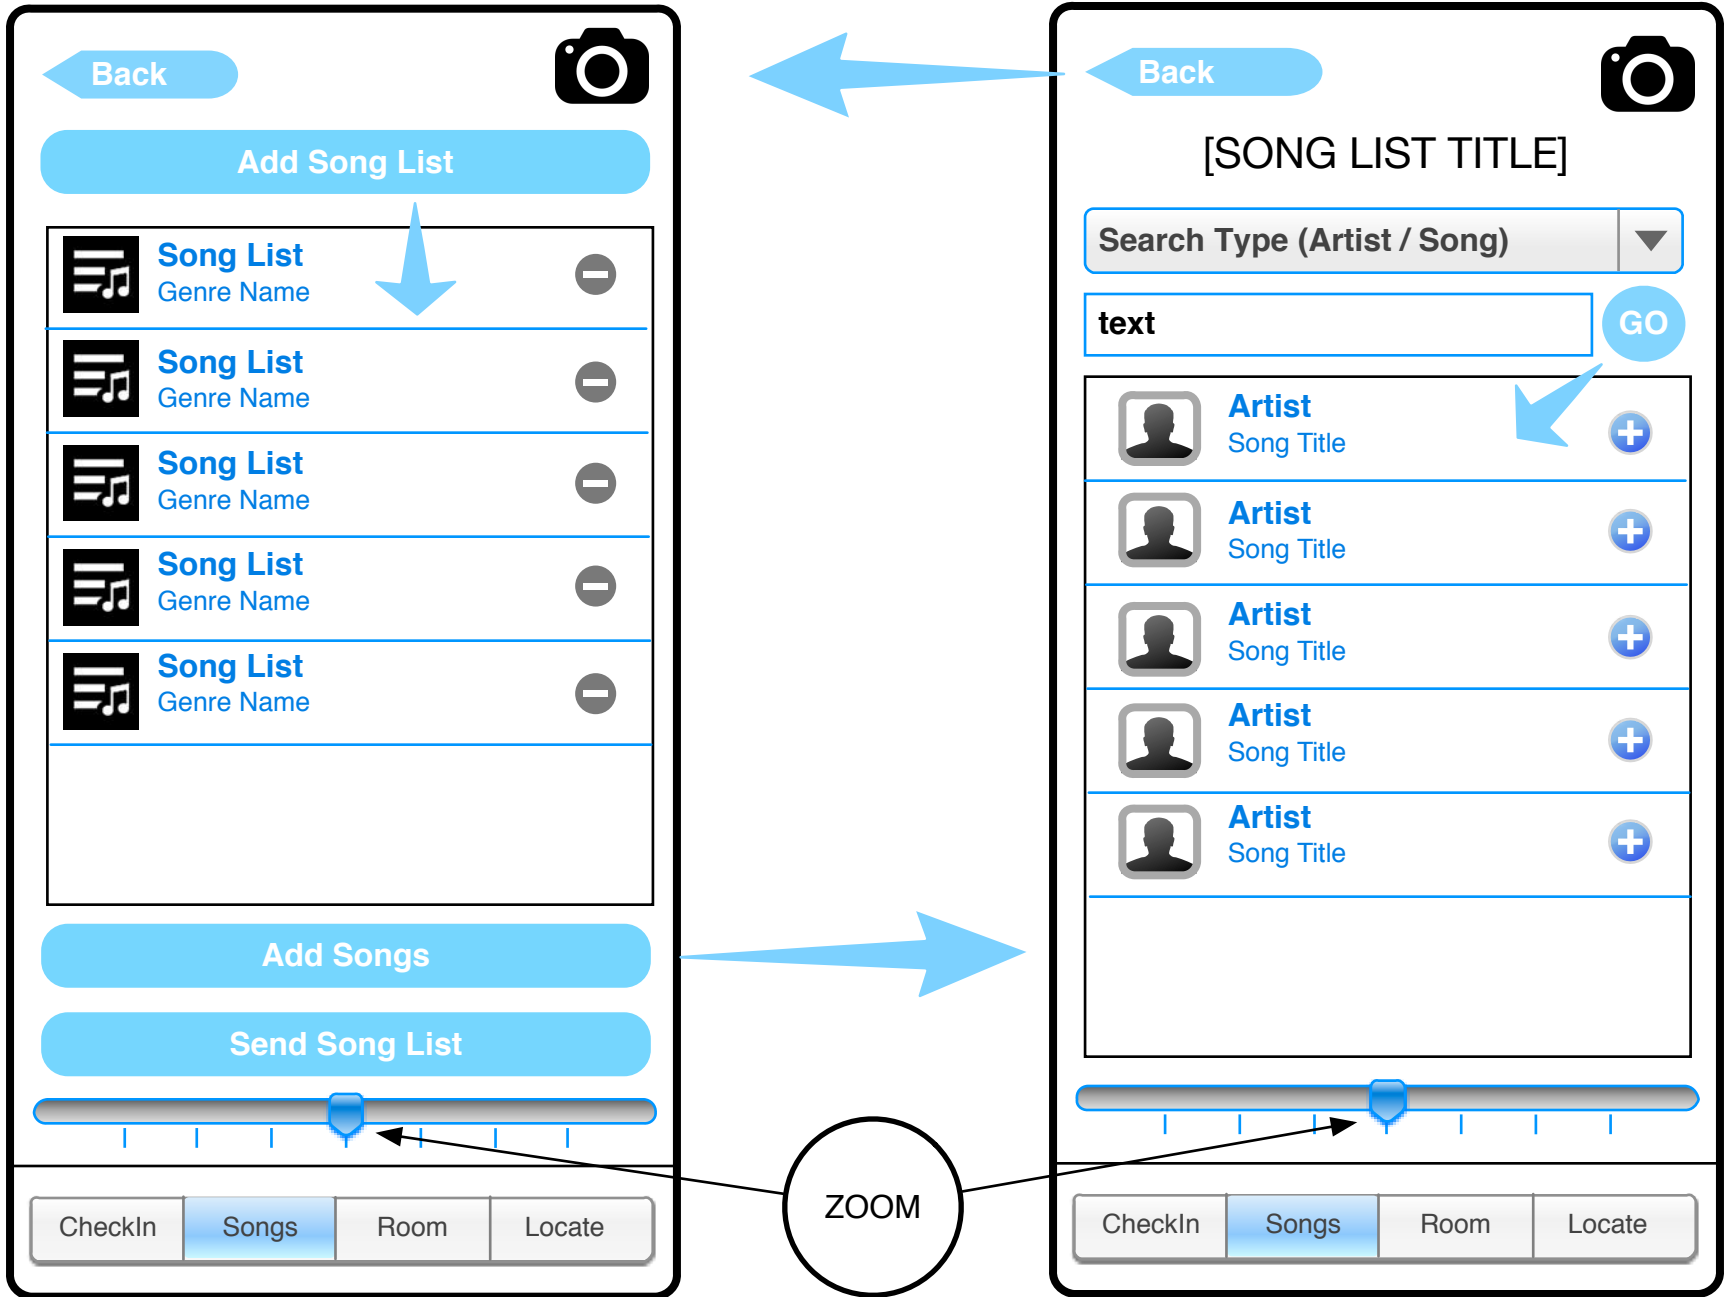 Back
Add Song List
Song List
Genre Name
Song List
Genre Name
Song List
Genre Name
Song List
Genre Name
Song List
Genre Name
Add Songs
Send Song List
CheckIn
Songs
Room
Locate
ZOOM
Back
[SONG LIST TITLE]
Search Type (Artist / Song)
text
GO
Artist
Song Title
Artist
Song Title
Artist
Song Title
Artist
Song Title
Artist
Song Title
CheckIn
Songs
Room
Locate